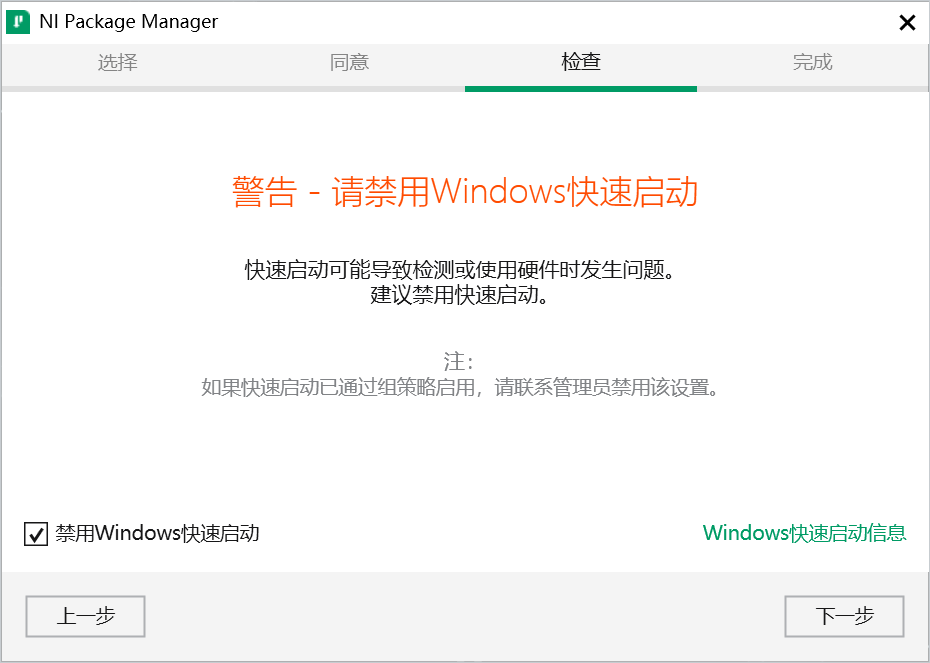 NI Package Manager
选择
同意
检查
完成
警告 - 请禁用Windows快速启动
快速启动可能导致检测或使用硬件时发生问题。
建议禁用快速启动。
注：
如果快速启动已通过组策略启用，请联系管理员禁用该设置。
禁用Windows快速启动
Windows快速启动信息
上一步
下一步